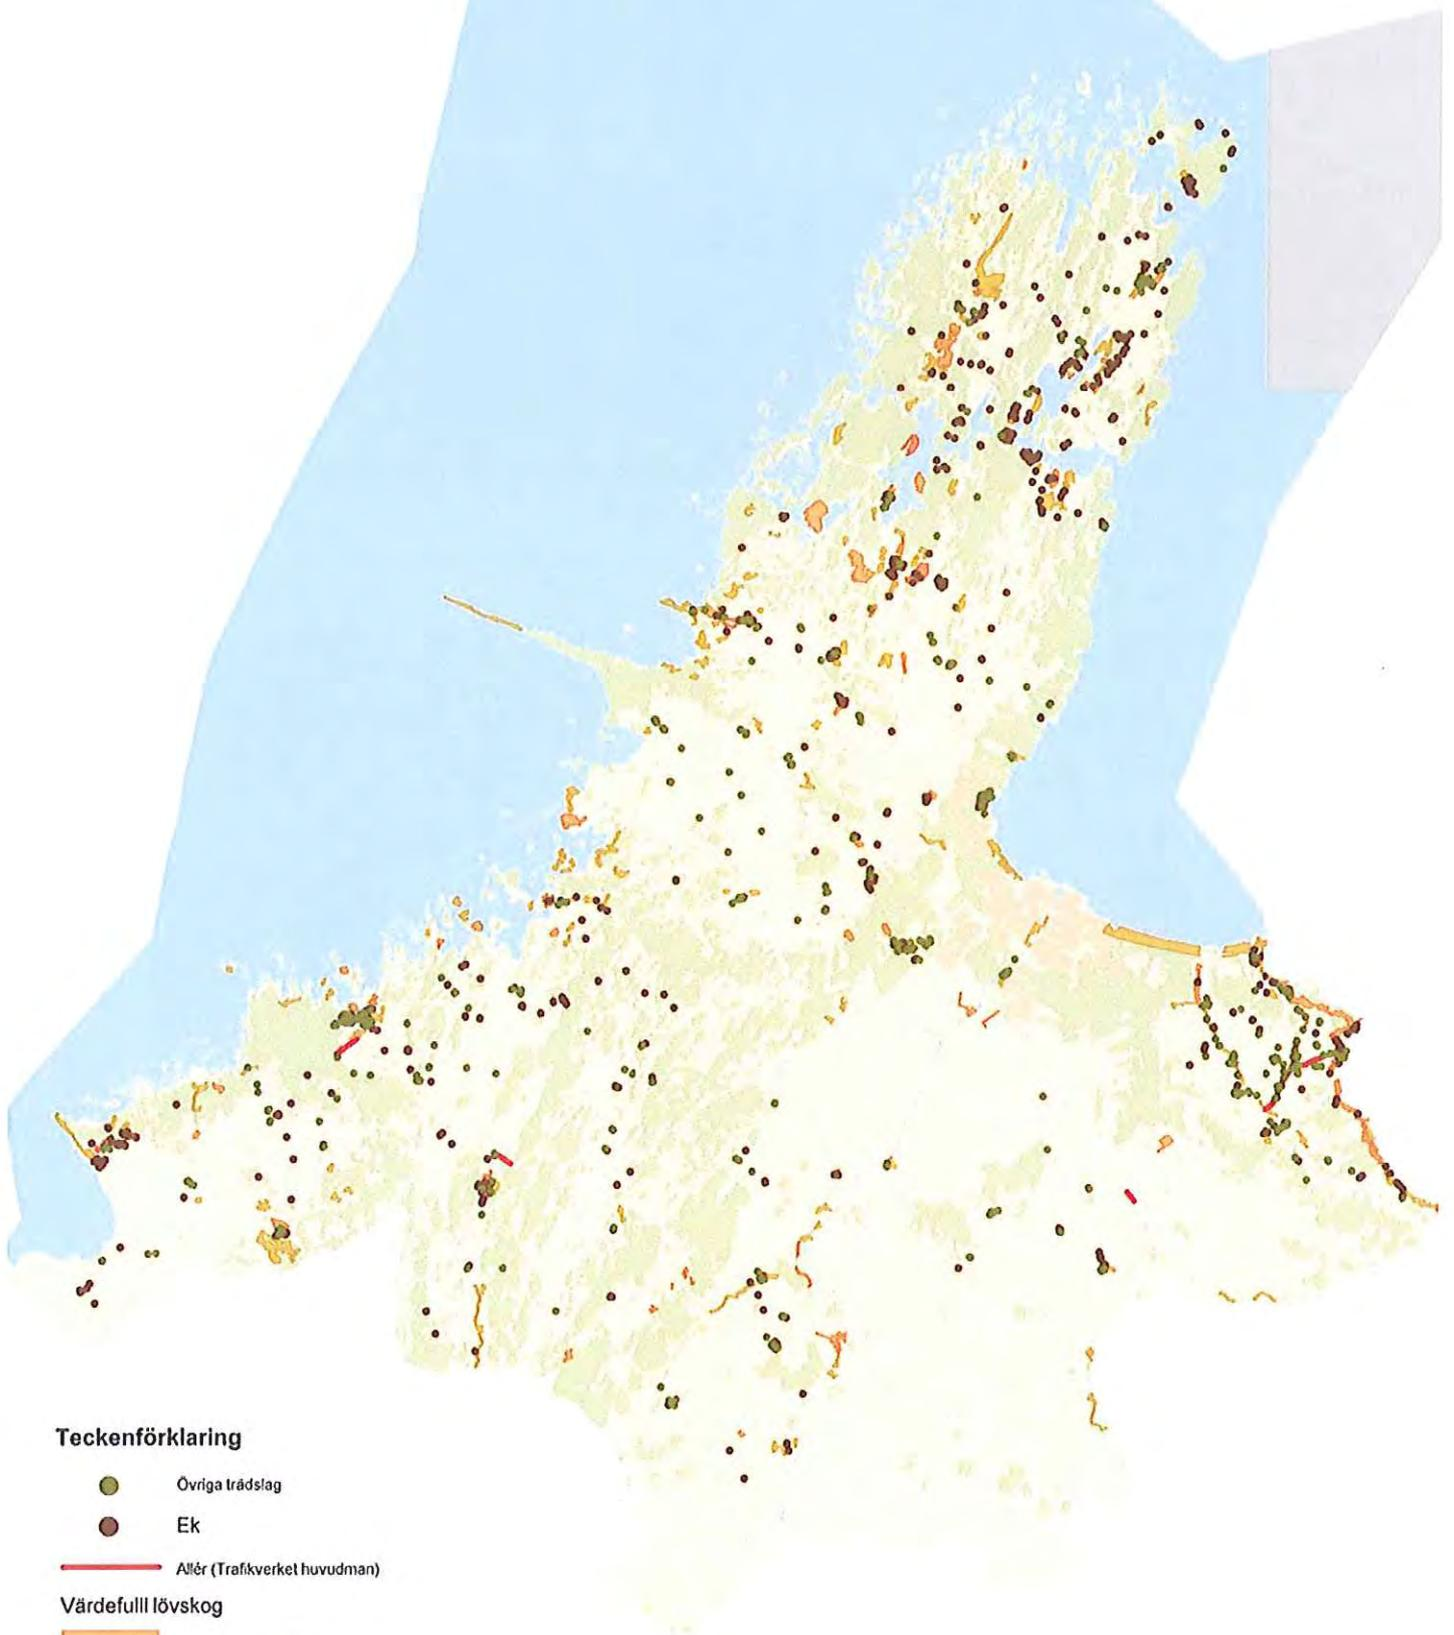 Teckenförklaring
Övriga trädslag
Ek
Allér (Trafikverket huvudman)
Värdefulll lövskog